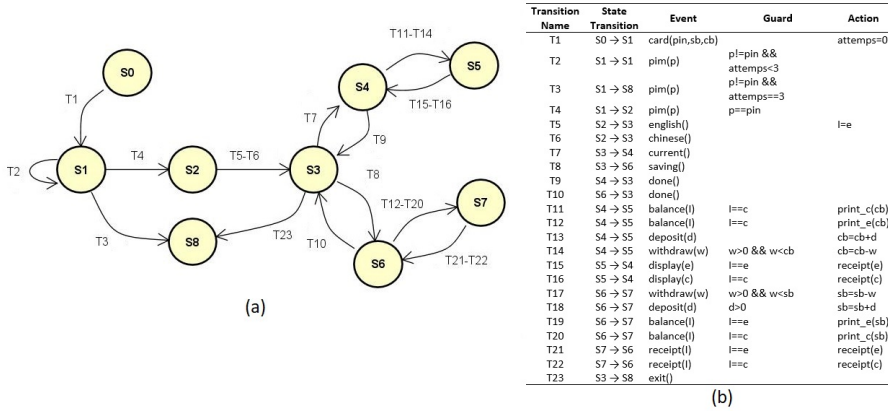 S0
T1
S1
T2
T4
S2
T5-T6
S3
T3
S8
T23
T7
S4
T9
T11-T14
S5
T15-T16
T8
T10
S6
T12-T20
S7
T21-T22
(a)
Transition Name State Transition Event Guard Action
T1 S0 → S1 card(pin,sb,cb) attemps=0
T2 S1 → S1 pim(p) p!=pin && attemps<3
T3 S1 → S8 pim(p) p!=pin && attemps==3
T4 S1 → S2 pim(p) p==pin
T5 S2 → S3 english() l=e
T6 S2 → S3 chinese()
T7 S3 → S4 current()
T8 S3 → S6 saving()
T9 S4 → S3 done()
T10 S6 → S3 done()
T11 S4 → S5 balance(l) l==c print_c(cb)
T12 S4 → S5 balance(l) l==c print_e(cb)
T13 S4 → S5 deposit(d) cb=cb+d
T14 S4 → S5 withdraw(w) w>0 && w<cb cb=cb-w
T15 S5 → S4 display(e) l==e receipt(e)
T16 S5 → S4 display(c) l==c receipt(c)
T17 S6 → S7 withdraw(w) w>0 && w<sb sb=sb-w
T18 S6 → S7 deposit(d) d>0 sb=sb+d
T19 S6 → S7 balance(l) l==e print_e(sb)
T20 S6 → S7 balance(l) l==c print_c(sb)
T21 S7 → S6 receipt(l) l==e receipt(e)
T22 S7 → S6 receipt(l) l==c receipt(c)
T23 S3 → S8 exit()
(b)